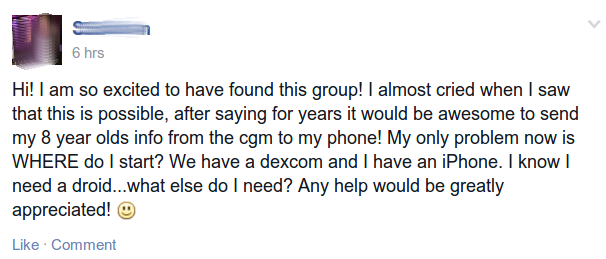 6 hrs
Hi! I am so excited to have found this group! I almost cried when I saw
that this is possible, after saying for years it would be awesome to send
my 8 year olds info from the cgm to my phone! My only problem now is
WHERE do I start? We have a dexcom and I have an iPhone. I know I
need a droid...what else do I need? Any help would be greatly
appreciated!
Like · Comment